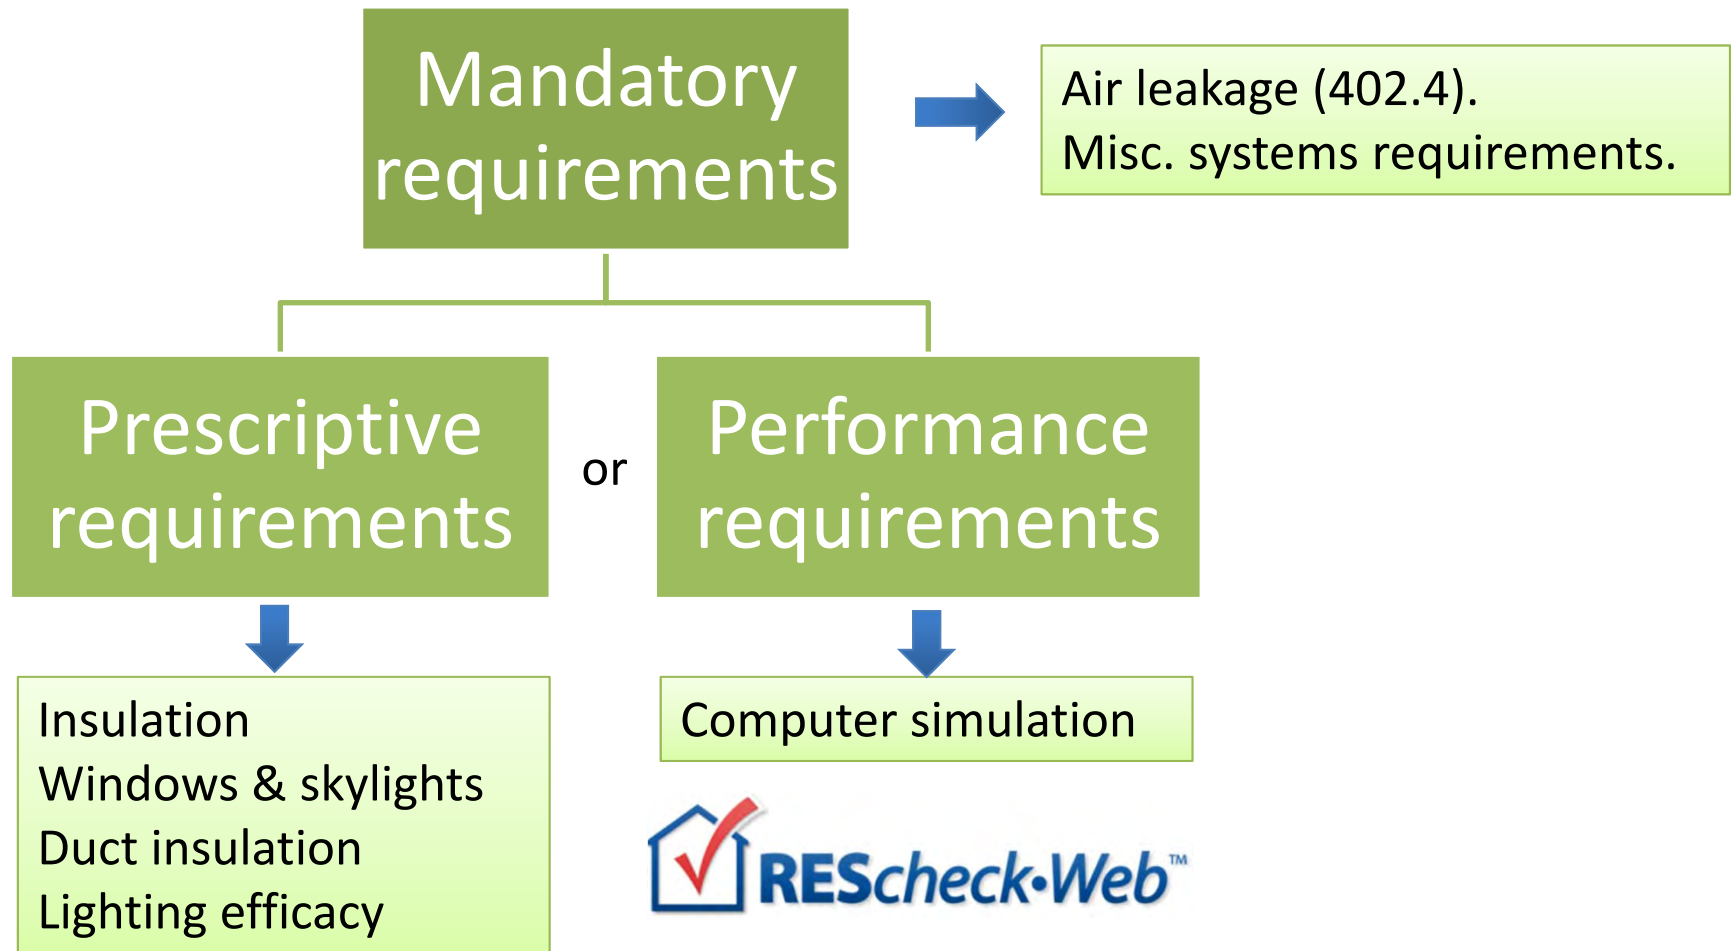 Mandatory
requirements
Air leakage (402.4).
Misc. systems requirements.
Prescriptive
requirements
or
Performance
requirements
Insulation
Windows & skylights
Duct insulation
Lighting efficacy
Computer simulation
REScheck•Web™